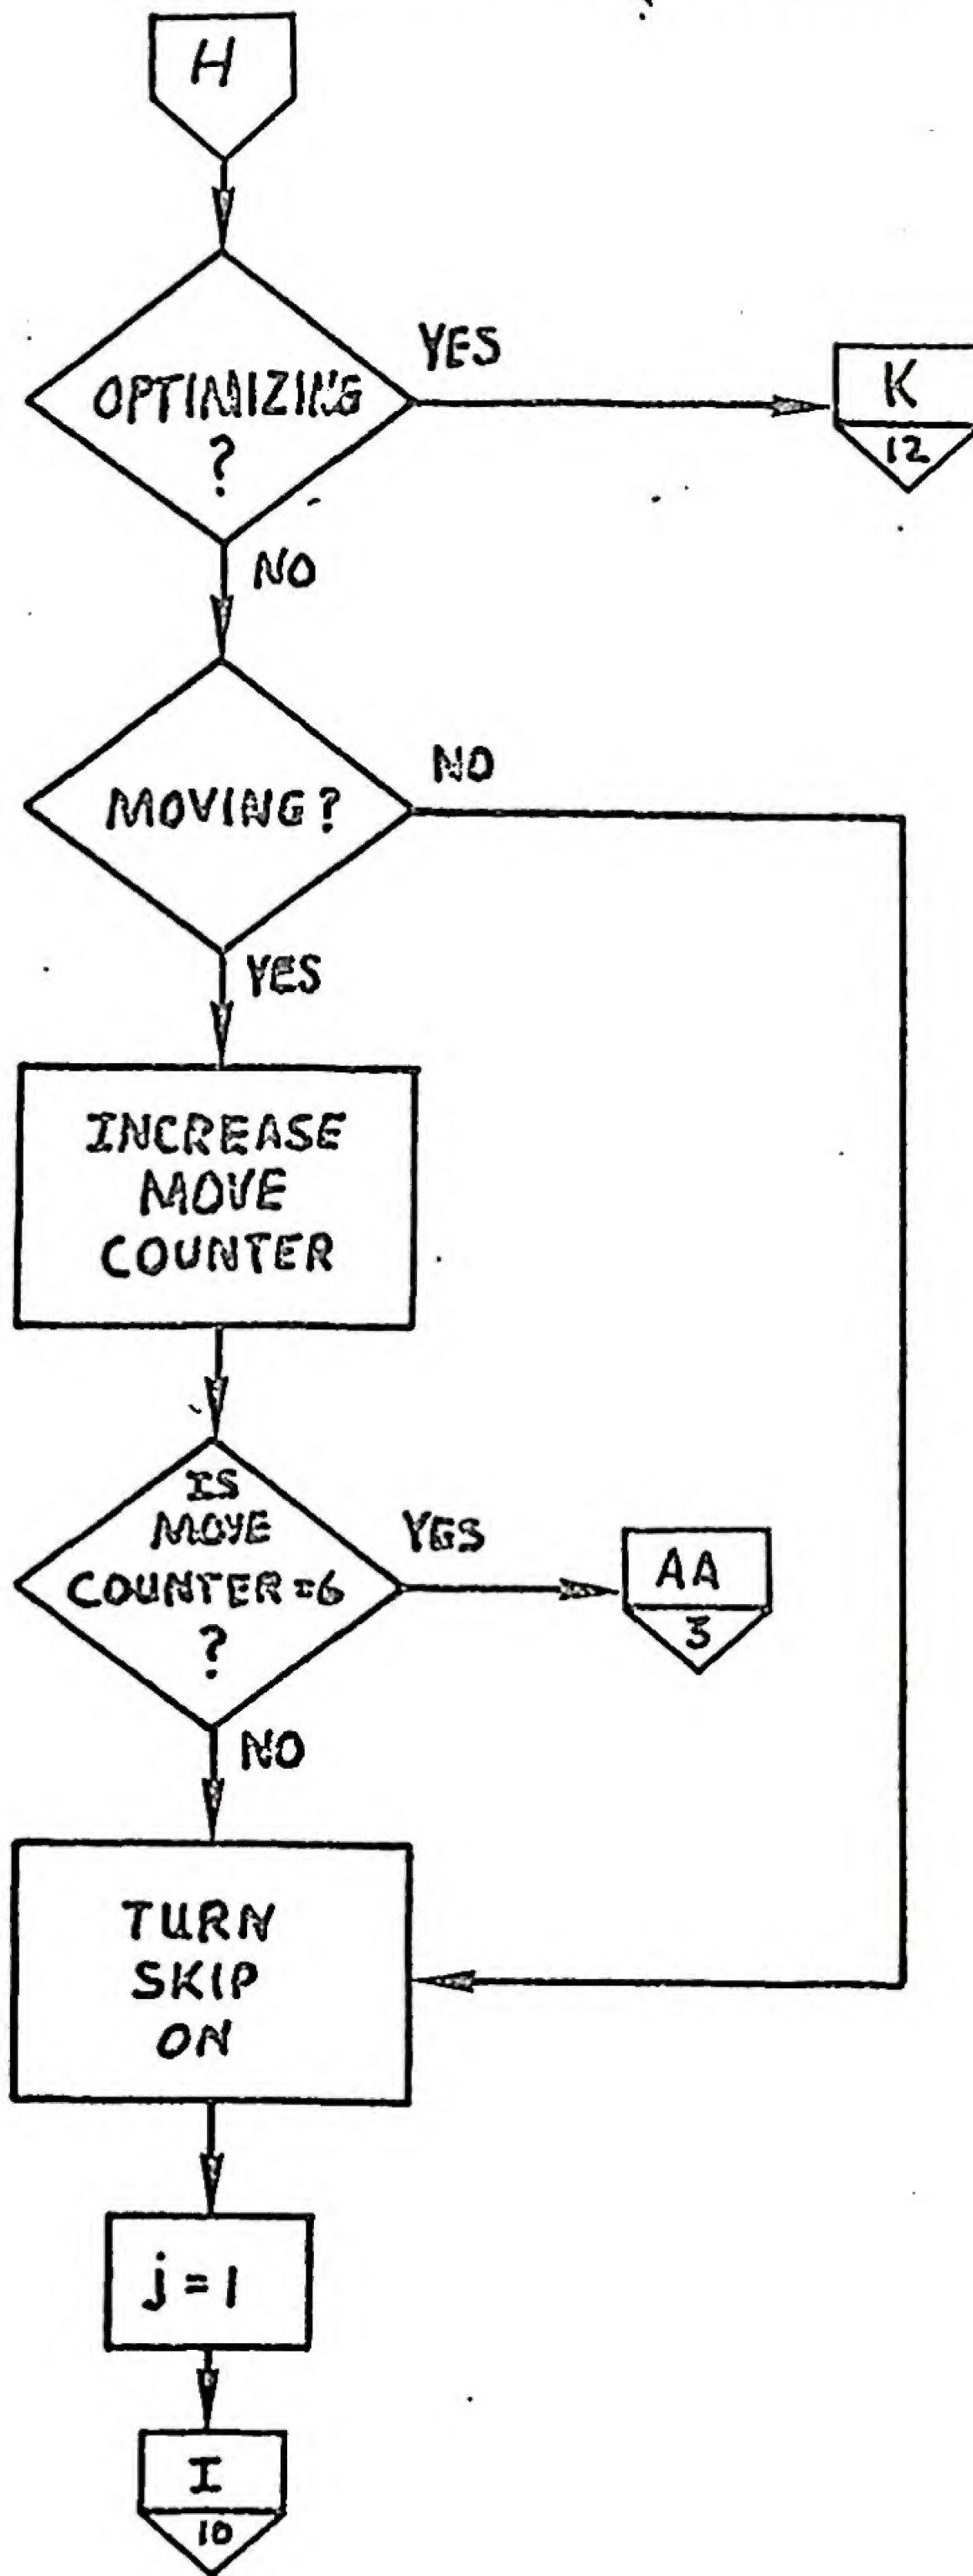 H
OPTIMIZING
?
YES
K
12
NO
MOVING?
NO
YES
INCREASE
MOVE
COUNTER
IS
MOVE
COUNTER=6
?
YES
AA
3
NO
TURN
SKIP
ON
j=1
I
10